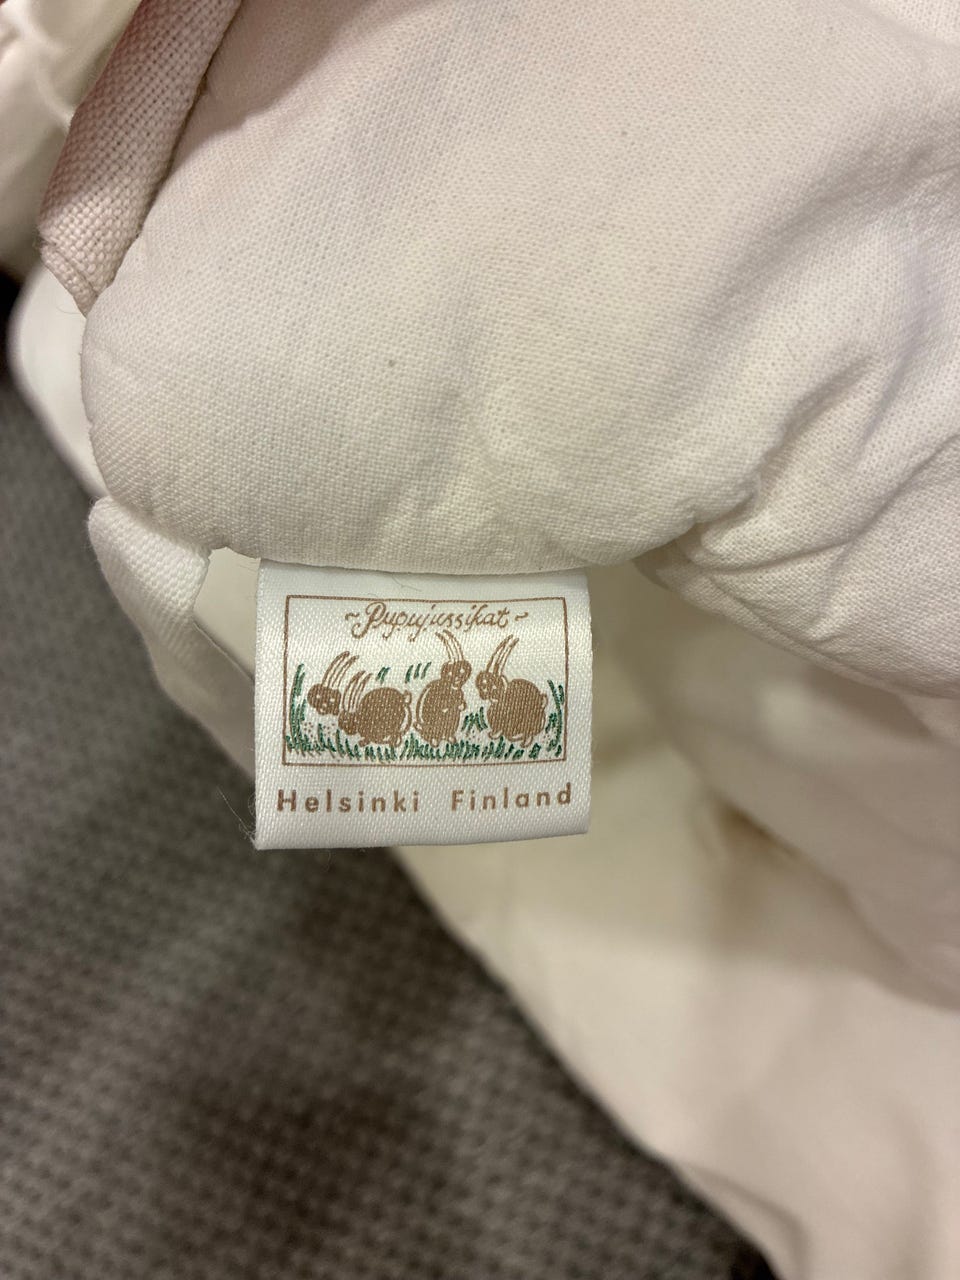 ~Pupujussikat~
Helsinki Finland